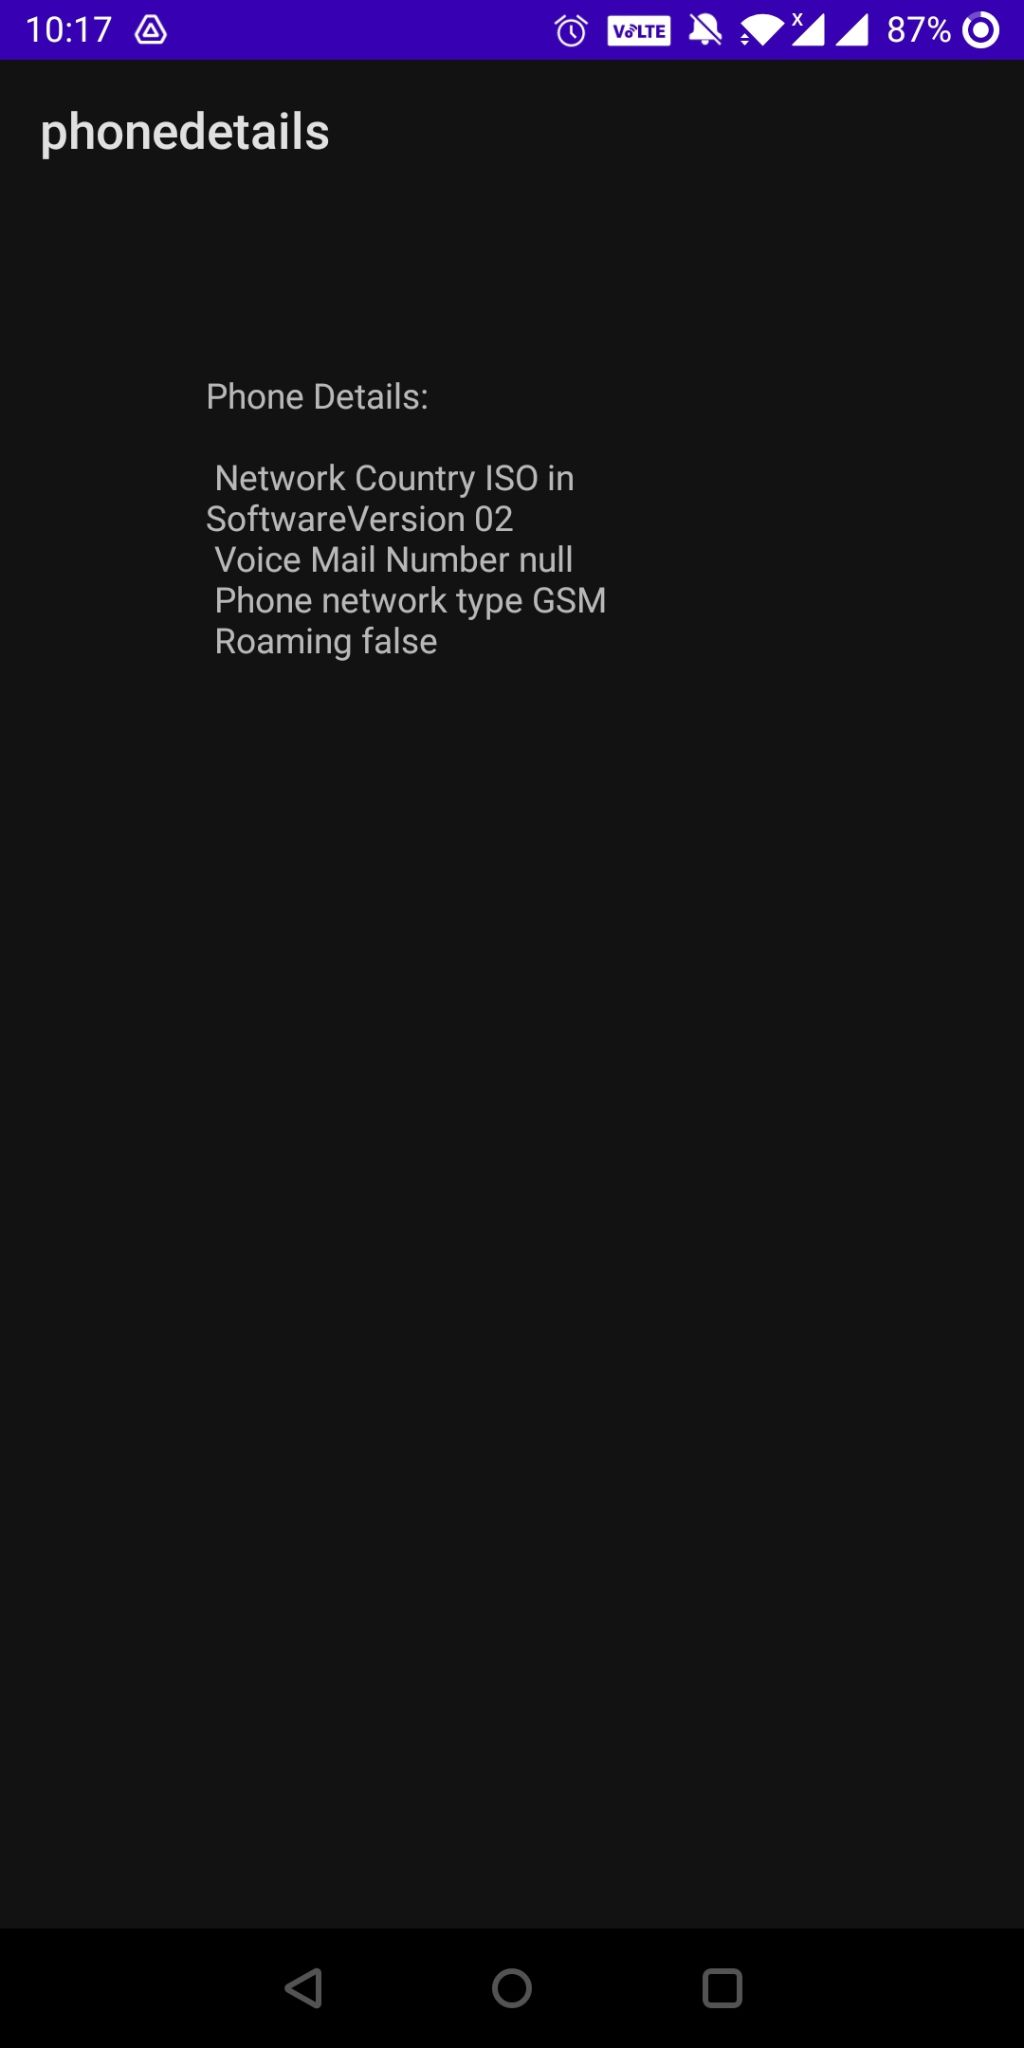 10:17 VoLTE X 87%
phonedetails
Phone Details:
Network Country ISO in
SoftwareVersion 02
Voice Mail Number null
Phone network type GSM
Roaming false